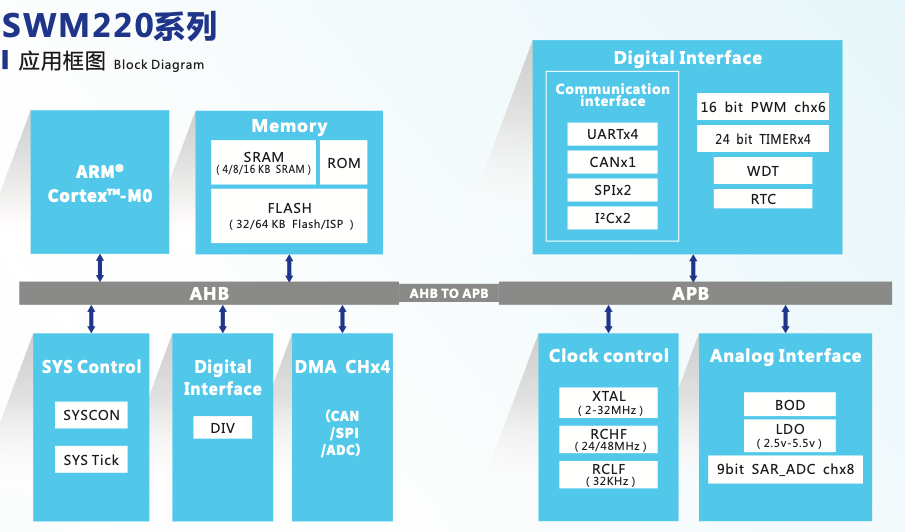 SWM220系列
应用框图 Block Diagram
ARM® Cortex™-M0
Memory
SRAM
( 4/8/16 KB SRAM )
ROM
FLASH
( 32/64 KB Flash/ISP )
Digital Interface
Communication
interface
UARTx4
CANx1
SPIx2
I²Cx2
16 bit PWM chx6
24 bit TIMERx4
WDT
RTC
AHB
AHB TO APB
APB
SYS Control
SYSCON
SYS Tick
Digital
Interface
DIV
DMA CHx4
(CAN
/SPI
/ADC)
Clock control
XTAL
(2-32MHz)
RCHF
(24/48MHz)
RCLF
(32KHz)
Analog Interface
BOD
LDO
(2.5v-5.5v)
9bit SAR_ADC chx8